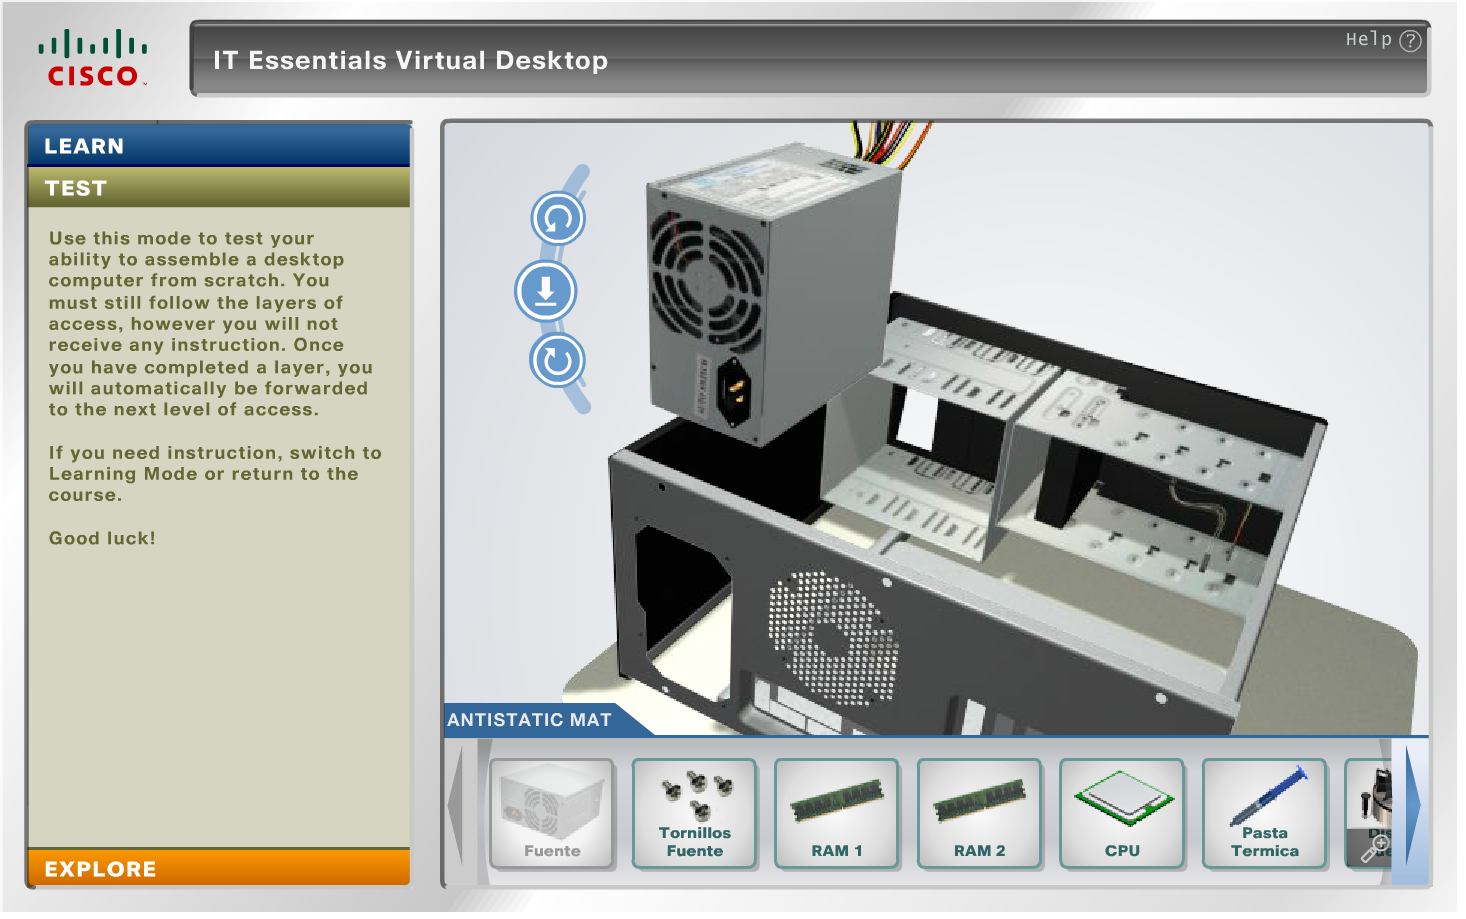 CISCO
IT Essentials Virtual Desktop
Help ?
LEARN
TEST
Use this mode to test your
ability to assemble a desktop
computer from scratch. You
must still follow the layers of
access, however you will not
receive any instruction. Once
you have completed a layer, you
will automatically be forwarded
to the next level of access.
If you need instruction, switch to
Learning Mode or return to the
course.
Good luck!
EXPLORE
ANTISTATIC MAT
Fuente
Tornillos
Fuente
RAM 1
RAM 2
CPU
Pasta
Termica